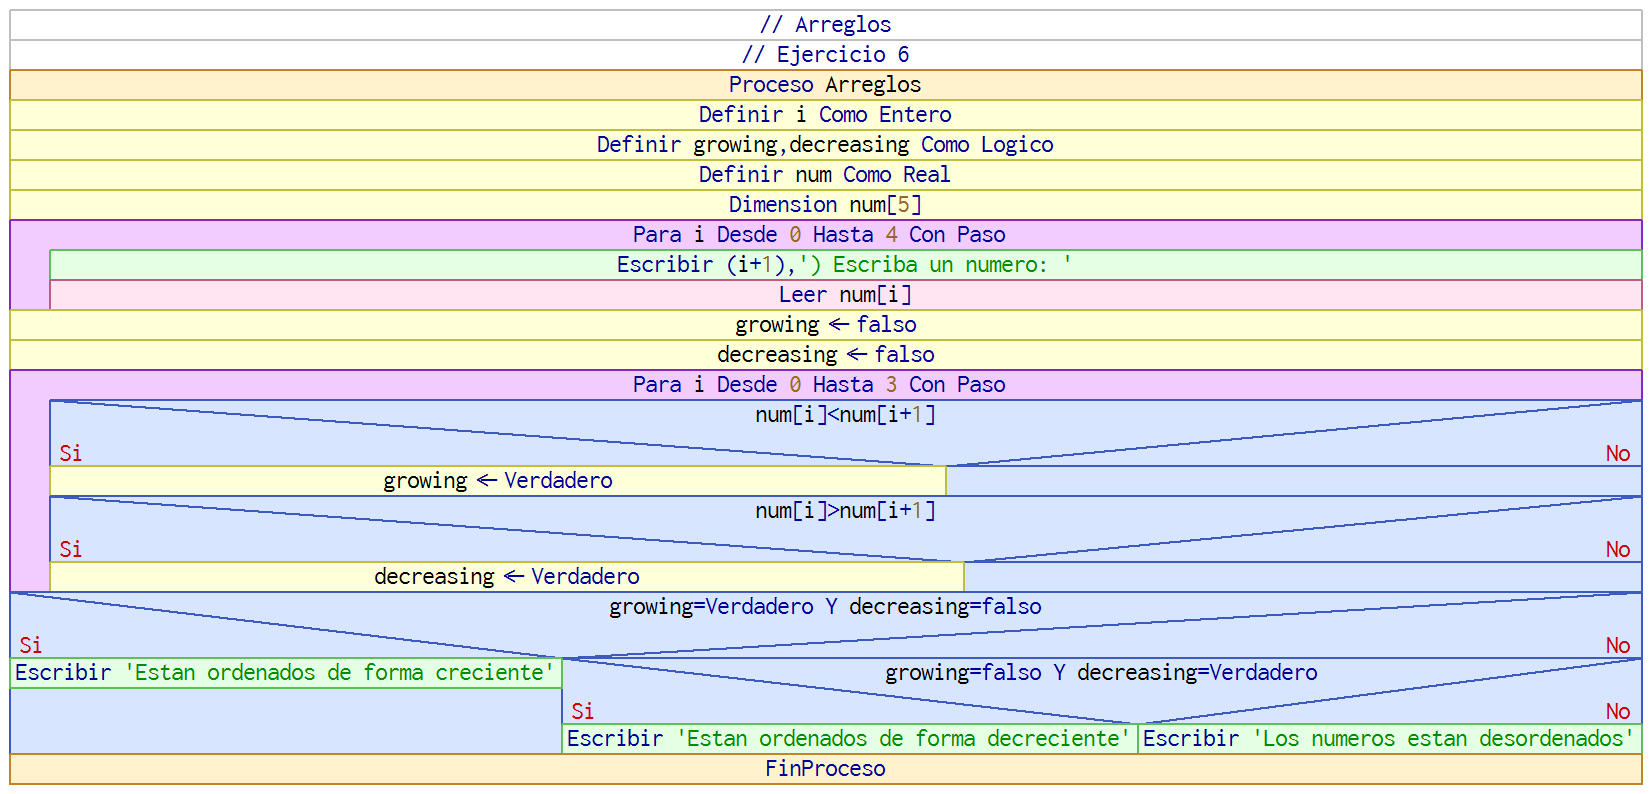 // Arreglos
// Ejercicio 6
Proceso Arreglos
Definir i Como Entero
Definir growing,decreasing Como Logico
Definir num Como Real
Dimension num[5]
Para i Desde 0 Hasta 4 Con Paso
Escribir (i+1),') Escriba un numero: '
Leer num[i]
growing ← falso
decreasing ← falso
Para i Desde 0 Hasta 3 Con Paso
num[i]<num[i+1]
Si No
growing ← Verdadero
num[i]>num[i+1]
Si No
decreasing ← Verdadero
growing=Verdadero Y decreasing=falso
Si No
Escribir 'Estan ordenados de forma creciente'
growing=falso Y decreasing=Verdadero
Si No
Escribir 'Estan ordenados de forma decreciente'
Escribir 'Los numeros estan desordenados'
FinProceso